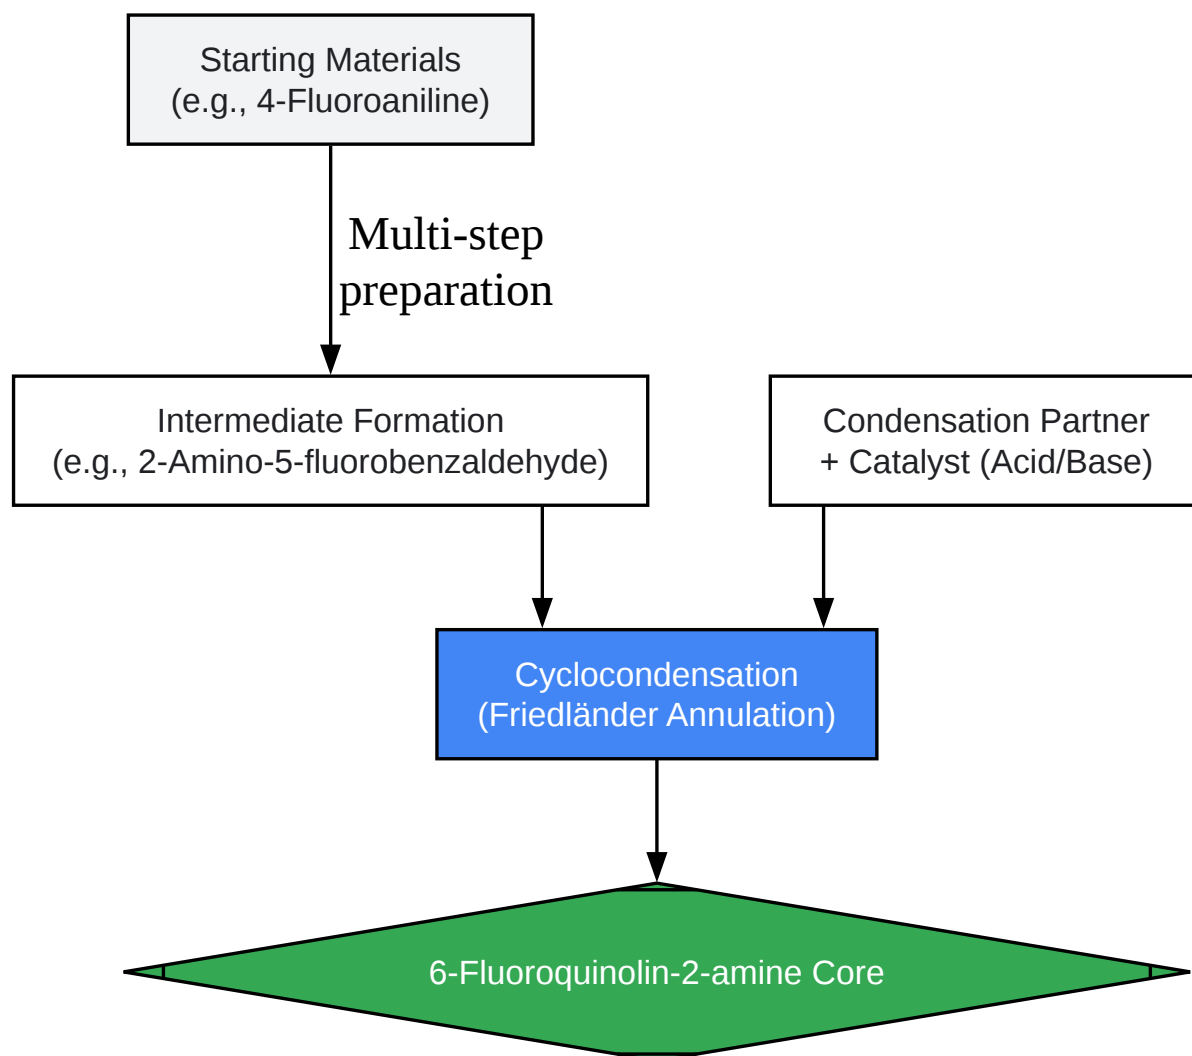 Starting Materials
(e.g., 4-Fluoroaniline)
Multi-step
preparation
Intermediate Formation
(e.g., 2-Amino-5-fluorobenzaldehyde)
Condensation Partner
+ Catalyst (Acid/Base)
Cyclocondensation
(Friedländer Annulation)
6-Fluoroquinolin-2-amine Core